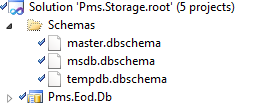 Solution 'Pms.Storage.root' (5 projects)
Schemas
master.dbschema
msdb.dbschema
tempdb.dbschema
Pms.Eod.Db